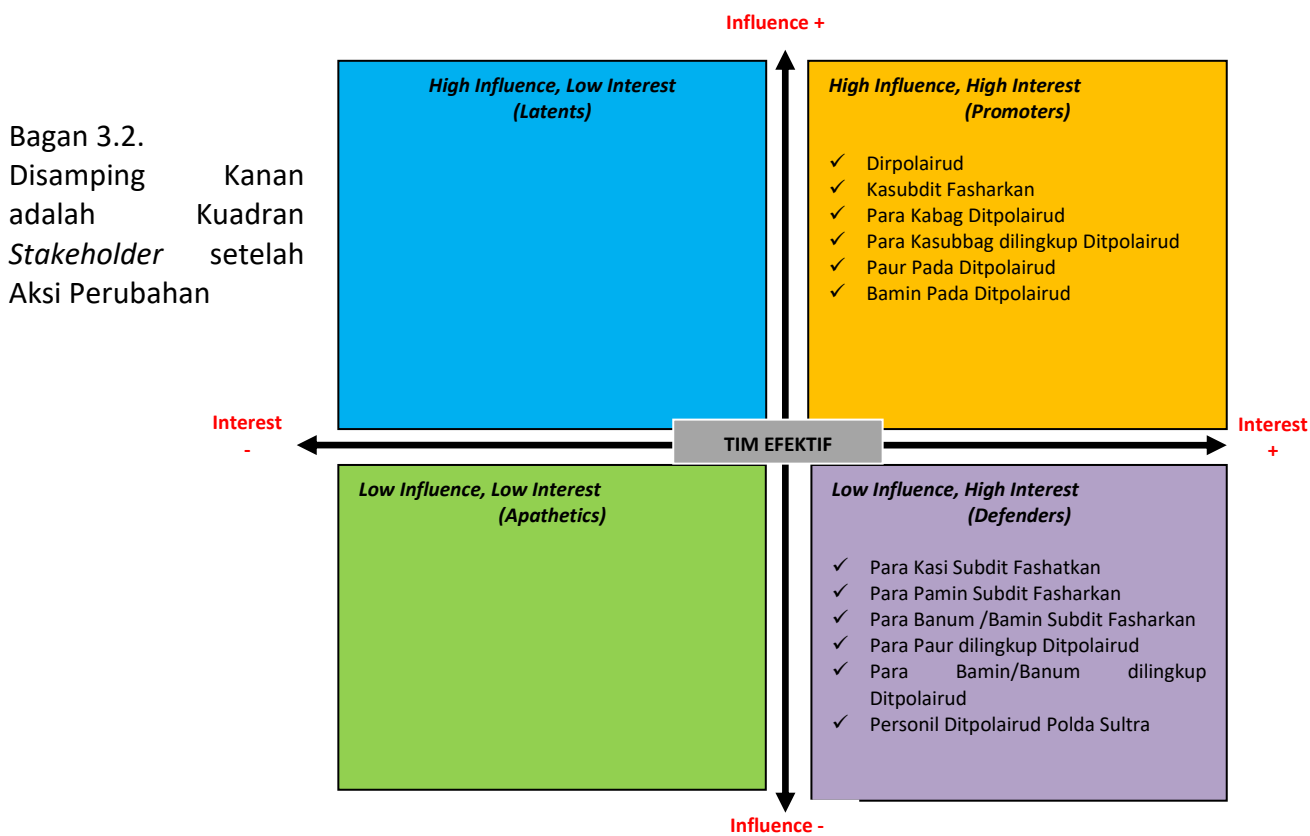 Influence +
Bagan 3.2.
Disamping Kanan
adalah Kuadran
Stakeholder setelah
Aksi Perubahan
High Influence, Low Interest
(Latents)
High Influence, High Interest
(Promoters)
✓ Dirpolairud
✓ Kasubdit Fasharkan
✓ Para Kabag Ditpolairud
✓ Para Kasubbag dilingkup Ditpolairud
✓ Paur Pada Ditpolairud
✓ Bamin Pada Ditpolairud
Interest
-
TIM EFEKTIF
Interest
+
Low Influence, Low Interest
(Apathetics)
Low Influence, High Interest
(Defenders)
✓ Para Kasi Subdit Fashatkan
✓ Para Pamin Subdit Fasharkan
✓ Para Banum /Bamin Subdit Fasharkan
✓ Para Paur dilingkup Ditpolairud
✓ Para Bamin/Banum dilingkup
Ditpolairud
✓ Personil Ditpolairud Polda Sultra
Influence -